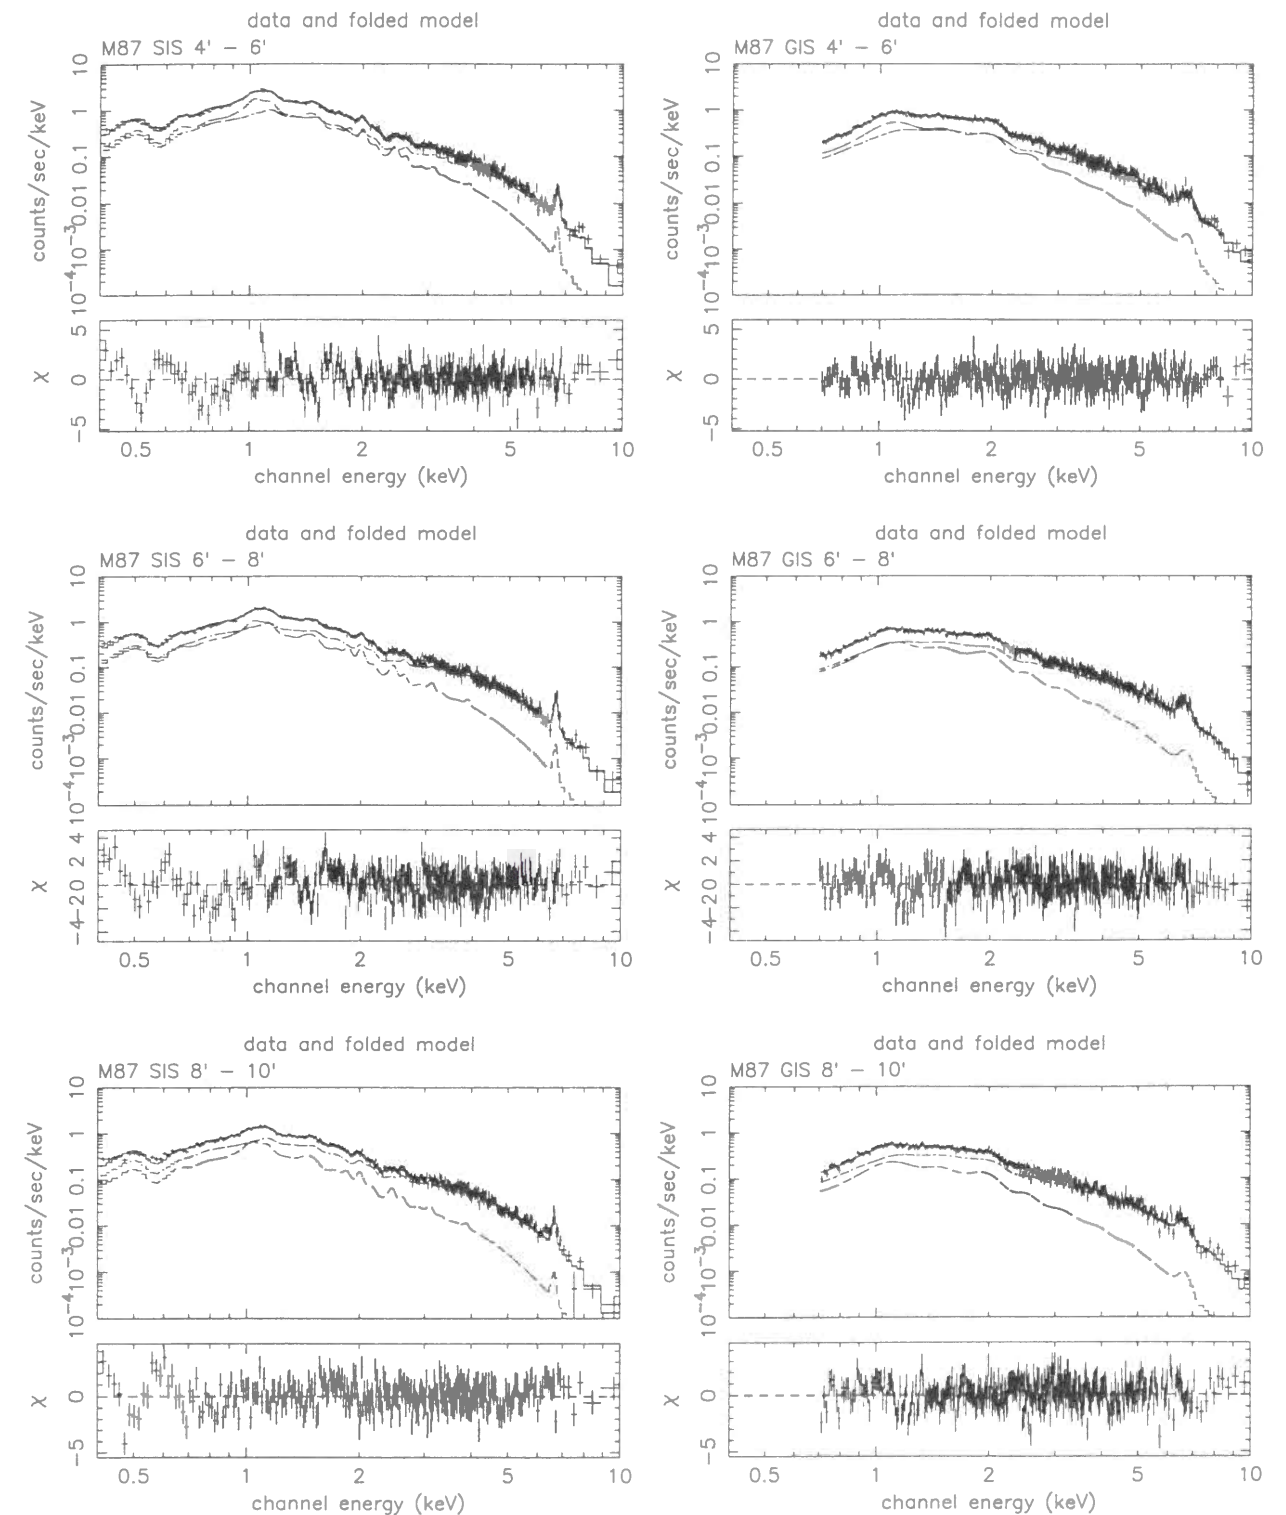 data and folded model
M87 SIS 4' − 6'
counts/sec/keV
10
1
0.1
0.01
10−3
10−4
χ
5
0
−5
0.5 1 2 5 10
channel energy (keV)
data and folded model
M87 GIS 4' − 6'
counts/sec/keV
10
1
0.1
0.01
10−3
10−4
χ
5
0
−5
0.5 1 2 5 10
channel energy (keV)
data and folded model
M87 SIS 6' − 8'
counts/sec/keV
10
1
0.1
0.01
10−3
10−4
χ
4
2
0
−2
−4
0.5 1 2 5 10
channel energy (keV)
data and folded model
M87 GIS 6' − 8'
counts/sec/keV
10
1
0.1
0.01
10−3
10−4
χ
4
2
0
−2
−4
0.5 1 2 5 10
channel energy (keV)
data and folded model
M87 SIS 8' − 10'
counts/sec/keV
10
1
0.1
0.01
10−3
10−4
χ
0
−5
0.5 1 2 5 10
channel energy (keV)
data and folded model
M87 GIS 8' − 10'
counts/sec/keV
10
1
0.1
0.01
10−3
10−4
χ
0
−5
0.5 1 2 5 10
channel energy (keV)